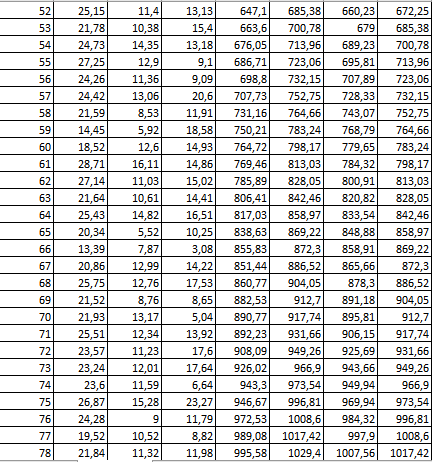 52 25,15 11,4 13,13 647,1 685,38 660,23 672,25
53 21,78 10,38 15,4 663,6 700,78 679 685,38
54 24,73 14,35 13,18 676,05 713,96 689,23 700,78
55 27,25 12,9 9,1 686,71 723,06 695,81 713,96
56 24,26 11,36 9,09 698,8 732,15 707,89 723,06
57 24,42 13,06 20,6 707,73 752,75 728,33 732,15
58 21,59 8,53 11,91 731,16 764,66 743,07 752,75
59 14,45 5,92 18,58 750,21 783,24 768,79 764,66
60 18,52 12,6 14,93 764,72 798,17 779,65 783,24
61 28,71 16,11 14,86 769,46 813,03 784,32 798,17
62 27,14 11,03 15,02 785,89 828,05 800,91 813,03
63 21,64 10,61 14,41 806,41 842,46 820,82 828,05
64 25,43 14,82 16,51 817,03 858,97 833,54 842,46
65 20,34 5,52 10,25 838,63 869,22 848,88 858,97
66 13,39 7,87 3,08 855,83 872,3 858,91 869,22
67 20,86 12,99 14,22 851,44 886,52 865,66 872,3
68 25,75 12,76 17,53 860,77 904,05 878,3 886,52
69 21,52 8,76 8,65 882,53 912,7 891,18 904,05
70 21,93 13,17 5,04 890,77 917,74 895,81 912,7
71 25,51 12,34 13,92 892,23 931,66 906,15 917,74
72 23,57 11,23 17,6 908,09 949,26 925,69 931,66
73 23,24 12,01 17,64 926,02 966,9 943,66 949,26
74 23,6 11,59 6,64 943,3 973,54 949,94 966,9
75 26,87 15,28 23,27 946,67 996,81 969,94 973,54
76 24,28 9 11,79 972,53 1008,6 984,32 996,81
77 19,52 10,52 8,82 989,08 1017,42 997,9 1008,6
78 21,84 11,32 11,98 995,58 1029,4 1007,56 1017,42